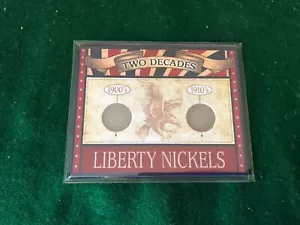 TWO DECADES
1900's
1910's
LIBERTY NICKELS